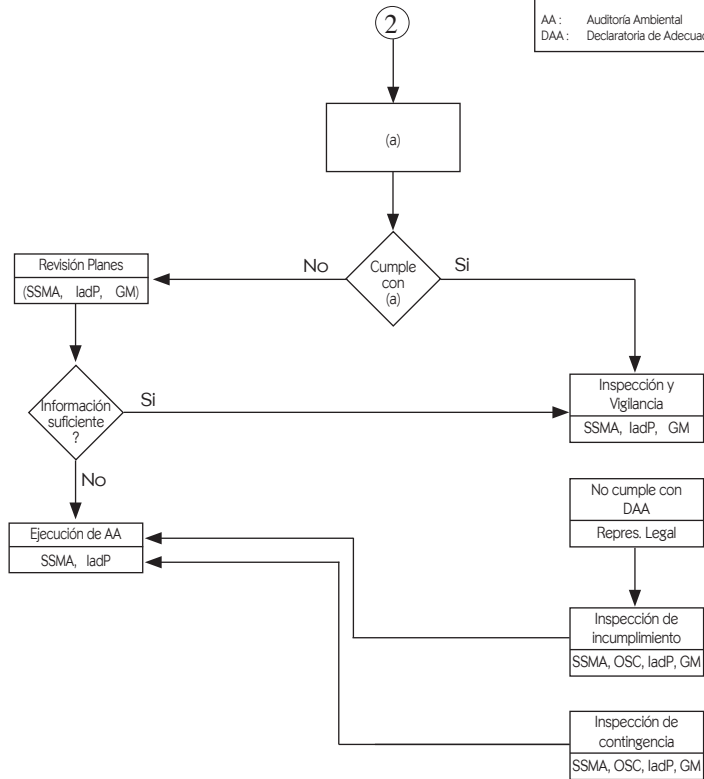 AA : Auditoría Ambiental
DAA : Declaratoria de
2
(a)
Cumple
con
(a)
No
Si
Revisión Planes
(SSMA, IadP, GM)
Información
suficiente
?
Si
No
Inspección y
Vigilancia
SSMA, IadP, GM
No cumple con
DAA
Repres. Legal
Ejecución de AA
SSMA, IadP
Inspección de
incumplimiento
SSMA, OSC, IadP, GM
Inspección de
contingencia
SSMA, OSC, IadP, GM